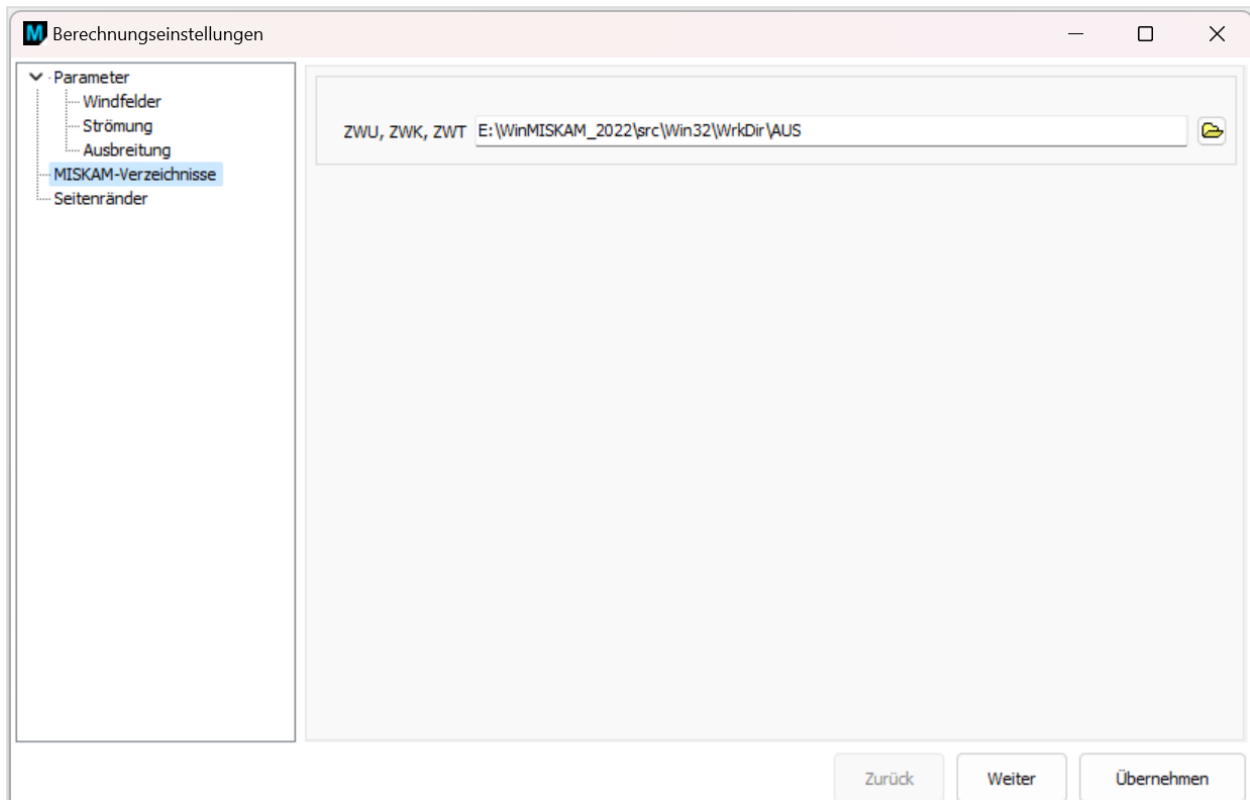 M Berechnungseinstellungen
Parameter
Windfelder
Strömung
Ausbreitung
MISKAM-Verzeichnisse
Seitenränder
ZWU, ZWK, ZWT E:\WinMISKAM_2022\src\Win32\WrkDir\AUS
Zurück Weiter Übernehmen